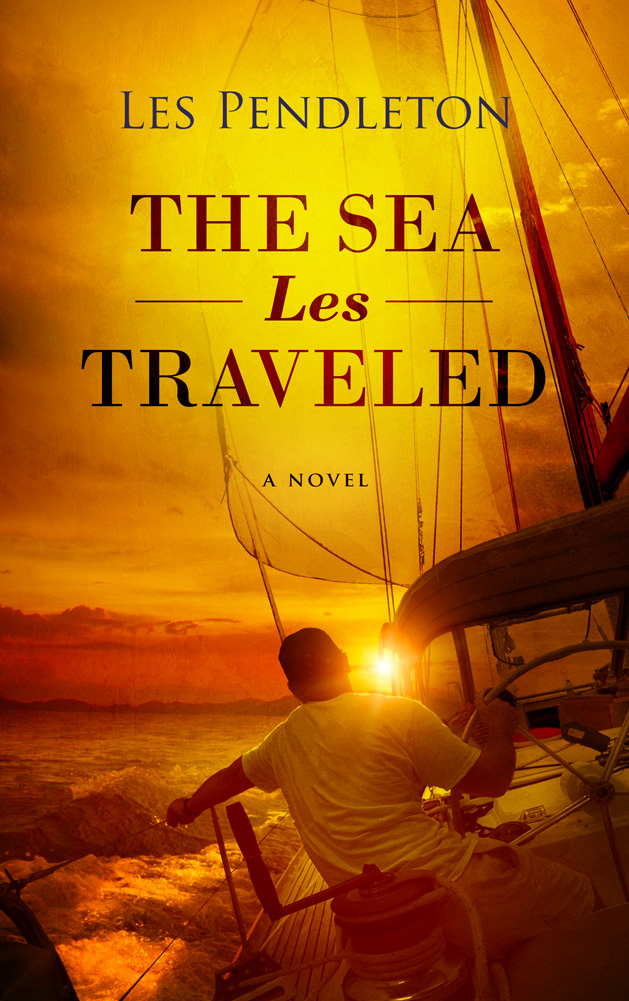 LES PENDLETON
THE SEA
Les
TRAVELED
A NOVEL